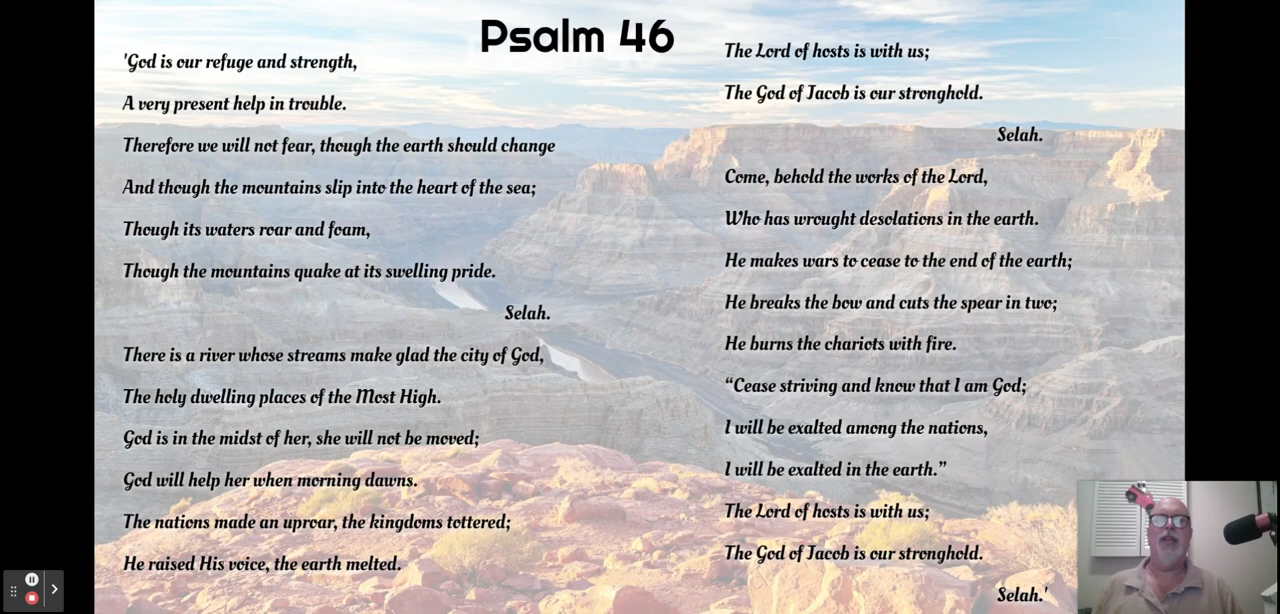 Psalm 46
'God is our refuge and strength,
A very present help in trouble.
Therefore we will not fear, though the earth should change
And though the mountains slip into the heart of the sea;
Though its waters roar and foam,
Though the mountains quake at its swelling pride.
Selah.
There is a river whose streams make glad the city of God,
The holy dwelling places of the Most High.
God is in the midst of her, she will not be moved;
God will help her when morning dawns.
The nations made an uproar, the kingdoms tottered;
He raised His voice, the earth melted.
The Lord of hosts is with us;
The God of Jacob is our stronghold.
Selah.
Come, behold the works of the Lord,
Who has wrought desolations in the earth.
He makes wars to cease to the end of the earth;
He breaks the bow and cuts the spear in two;
He burns the chariots with fire.
“Cease striving and know that I am God;
I will be exalted among the nations,
I will be exalted in the earth.”
The Lord of hosts is with us;
The God of Jacob is our stronghold.
Selah.'